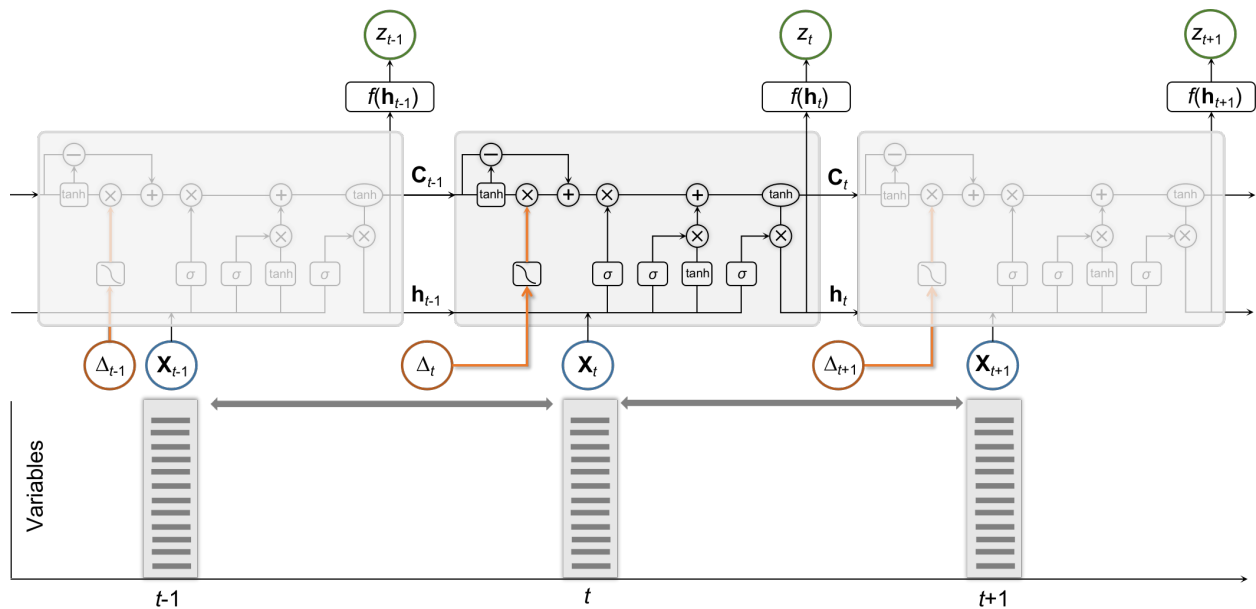 z_{t-1} z_t z_{t+1}
f(h_{t-1}) f(h_t) f(h_{t+1})
− − −
C_{t-1} C_t
tanh × + × + tanh tanh × + × + tanh tanh × + × + tanh
× × × × × ×
σ σ tanh σ σ σ tanh σ σ σ tanh σ
h_{t-1} h_t
Δ_{t-1} X_{t-1} Δ_t X_t Δ_{t+1} X_{t+1}
Variables
t-1 t t+1